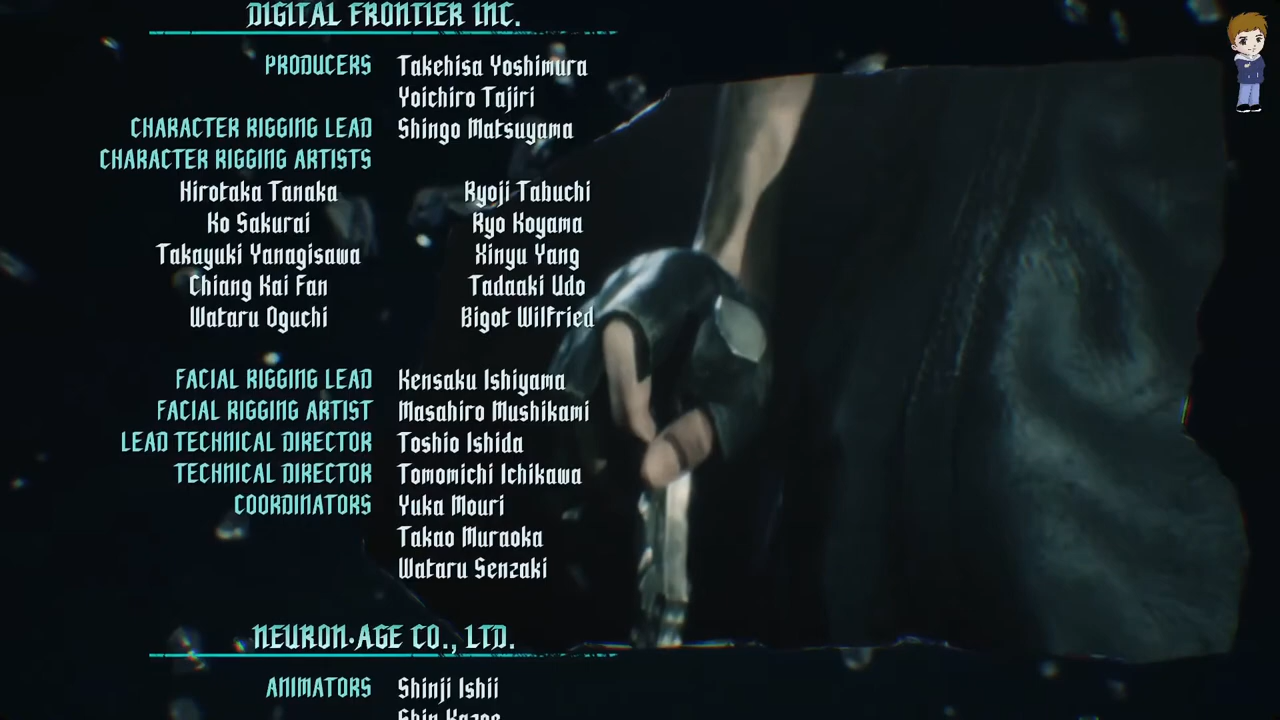 DIGITAL FRONTIER INC.
PRODUCERS Takehisa Yoshimura
Yoichiro Tajiri
CHARACTER RIGGING LEAD Shingo Matsuyama
CHARACTER RIGGING ARTISTS
Hirotaka Tanaka Ryoji Tabuchi
Ko Sakurai Ryo Koyama
Takayuki Yanagisawa Xinyu Yang
Chiang Kai Fan Tadaaki Udo
Wataru Oguchi Bigot Wilfried
FACIAL RIGGING LEAD Kensaku Ishiyama
FACIAL RIGGING ARTIST Masahiro Mushikami
LEAD TECHNICAL DIRECTOR Toshio Ishida
TECHNICAL DIRECTOR Tomomichi Ichikawa
COORDINATORS Yuka Mouri
Takao Muraoka
Wataru Senzaki
NEURON·AGE CO., LTD.
ANIMATORS Shinji Ishii